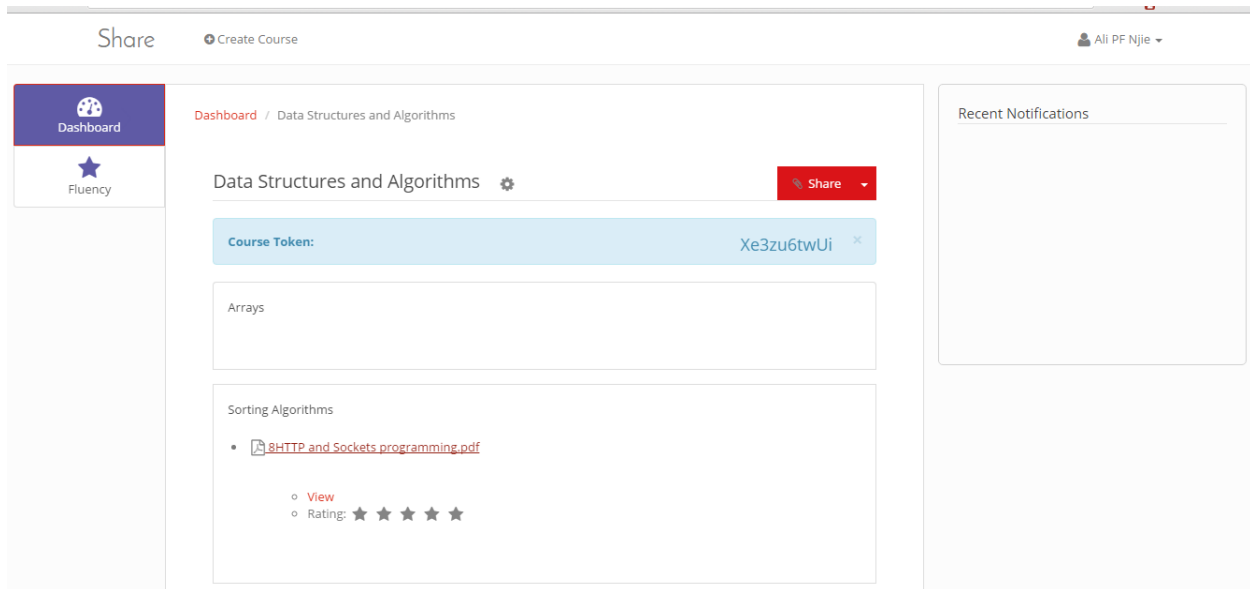 Share
Create Course
Ali PF Njie
Dashboard
Fluency
Dashboard / Data Structures and Algorithms
Data Structures and Algorithms
Share
Course Token:
Xe3zu6twUi ×
Arrays
Sorting Algorithms
8HTTP and Sockets programming.pdf
View
Rating:
Recent Notifications